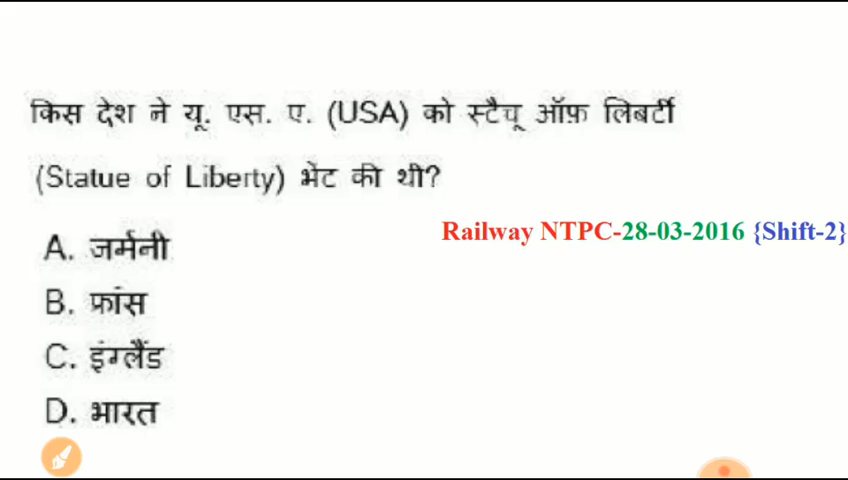 किस देश ने यू. एस. ए. (USA) को स्टैचू ऑफ़ लिबर्टी
(Statue of Liberty) भेंट की थी?
Railway NTPC-28-03-2016 {Shift-2}
A. जर्मनी
B. फ्रांस
C. इंग्लैंड
D. भारत